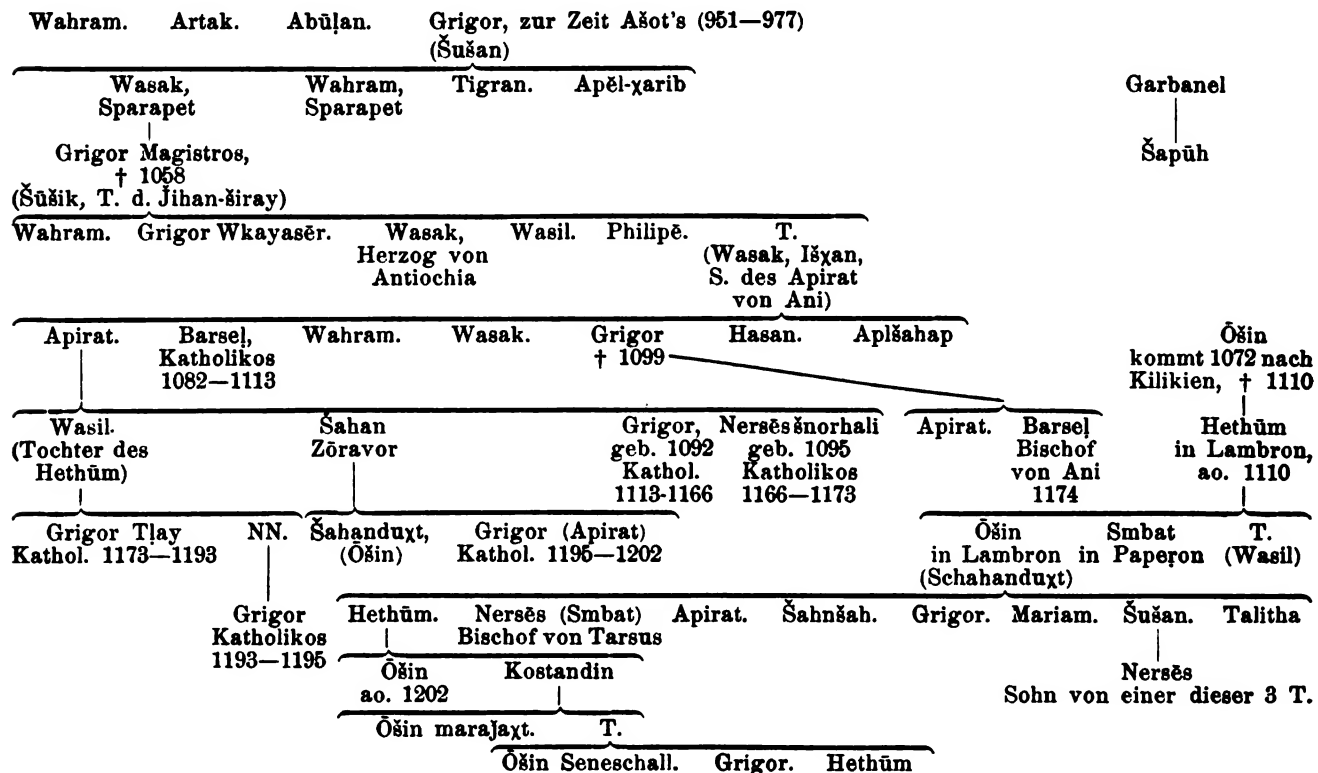 Wahram. Artak. Abūḷan. Grigor, zur Zeit Ašot's (951—977)
(Šušan)
Wasak, Wahram, Tigran. Apēl-χarib Garbanel
Sparapet Sparapet
Grigor Magistros, Šapūh
† 1058
(Šūšik, T. d. J̌ihan-širay)
Wahram. Grigor Wkayasēr. Wasak, Wasil. Philipē. T.
Herzog von (Wasak, Išχan,
Antiochia S. des Apirat
von Ani)
Apirat. Barseḷ, Wahram. Wasak. Grigor Hasan. Aplšahap Ōšin
Katholikos † 1099 kommt 1072 nach
1082—1113 Kilikien, † 1110
Wasil. Šahan Grigor, Nersēs šnorhali Apirat. Barseḷ Hethūm
(Tochter des Zōravor geb. 1092 geb. 1095 Bischof in Lambron,
Hethūm) Kathol. Katholikos von Ani ao. 1110
1113-1166 1166—1173 1174
Grigor Tḷay NN. Šahanduχt, Grigor (Apirat) Ōšin Smbat T.
Kathol. 1173—1193 (Ōšin) Kathol. 1195—1202 in Lambron in Paperọn (Wasil)
(Schahanduχt)
Grigor Hethūm. Nersēs (Smbat) Apirat. Šahnšah. Grigor. Mariam. Šušan. Talitha
Katholikos Bischof von Tarsus
1193—1195
Ōšin Kostandin Nersēs
ao. 1202 Sohn von einer dieser 3 T.
Ōšin maraǰaχt. T.
Ōšin Seneschall. Grigor. Hethūm